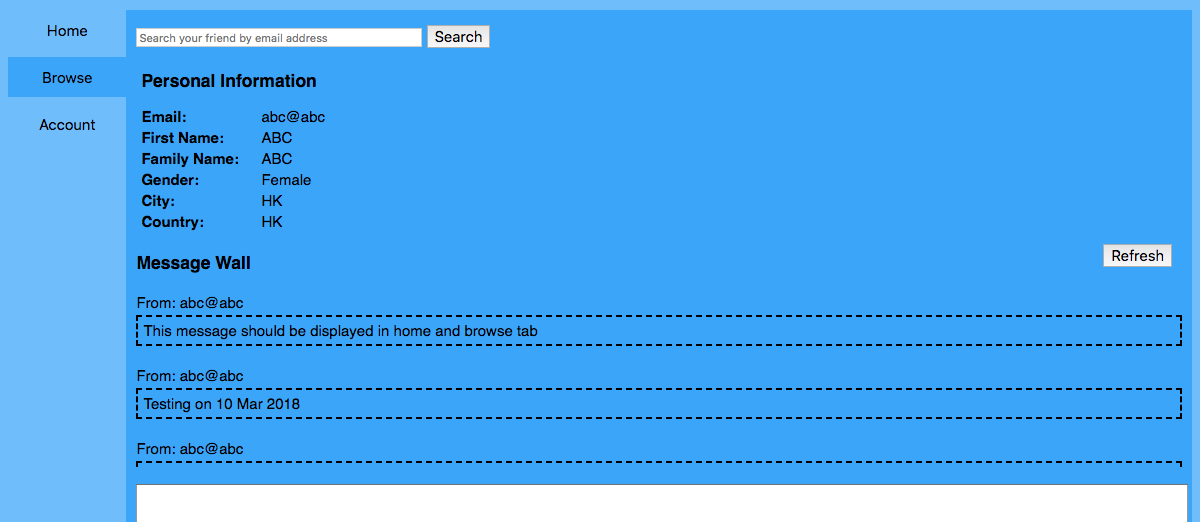 Home
Browse
Account
Search your friend by email address Search
Personal Information
Email: abc@abc
First Name: ABC
Family Name: ABC
Gender: Female
City: HK
Country: HK
Message Wall Refresh
From: abc@abc
This message should be displayed in home and browse tab
From: abc@abc
Testing on 10 Mar 2018
From: abc@abc